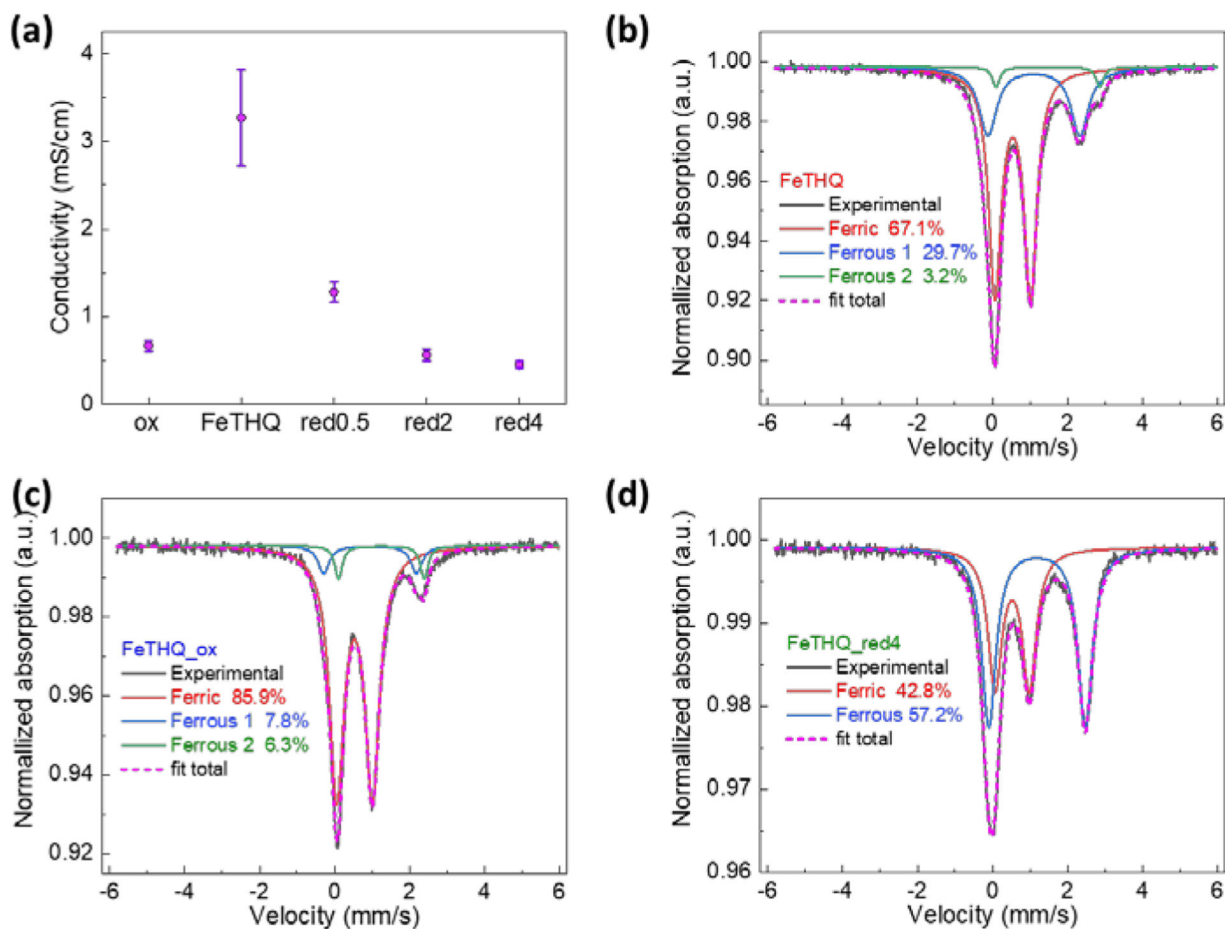 (a)
Conductivity (mS/cm)
4
3
2
1
0
ox FeTHQ red0.5 red2 red4
(b)
Normallized absorption (a.u.)
1.00
0.98
0.96
0.94
0.92
0.90
FeTHQ
Experimental
Ferric 67.1%
Ferrous 1 29.7%
Ferrous 2 3.2%
fit total
-6 -4 -2 0 2 4 6
Velocity (mm/s)
(c)
Normallized absorption (a.u.)
1.00
0.98
0.96
0.94
0.92
FeTHQ_ox
Experimental
Ferric 85.9%
Ferrous 1 7.8%
Ferrous 2 6.3%
fit total
-6 -4 -2 0 2 4 6
Velocity (mm/s)
(d)
Normallized absorption (a.u.)
1.00
0.99
0.98
0.97
0.96
FeTHQ_red4
Experimental
Ferric 42.8%
Ferrous 57.2%
fit total
-6 -4 -2 0 2 4 6
Velocity (mm/s)